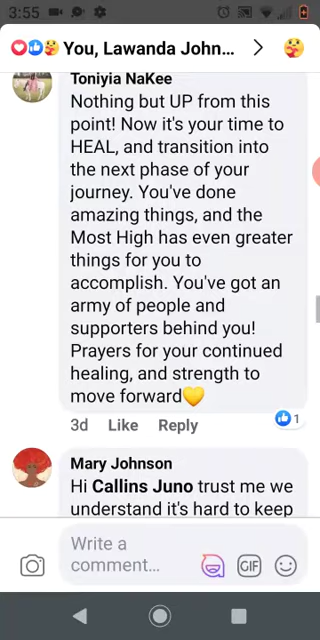 3:55
You, Lawanda John...
Toniyia NaKee
Nothing but UP from this
point! Now it's your time to
HEAL, and transition into
the next phase of your
journey. You've done
amazing things, and the
Most High has even greater
things for you to
accomplish. You've got an
army of people and
supporters behind you!
Prayers for your continued
healing, and strength to
move forward💛
3d Like Reply
1
Mary Johnson
Hi Callins Juno trust me we
understand it's hard to keep
Write a
comment...
GIF